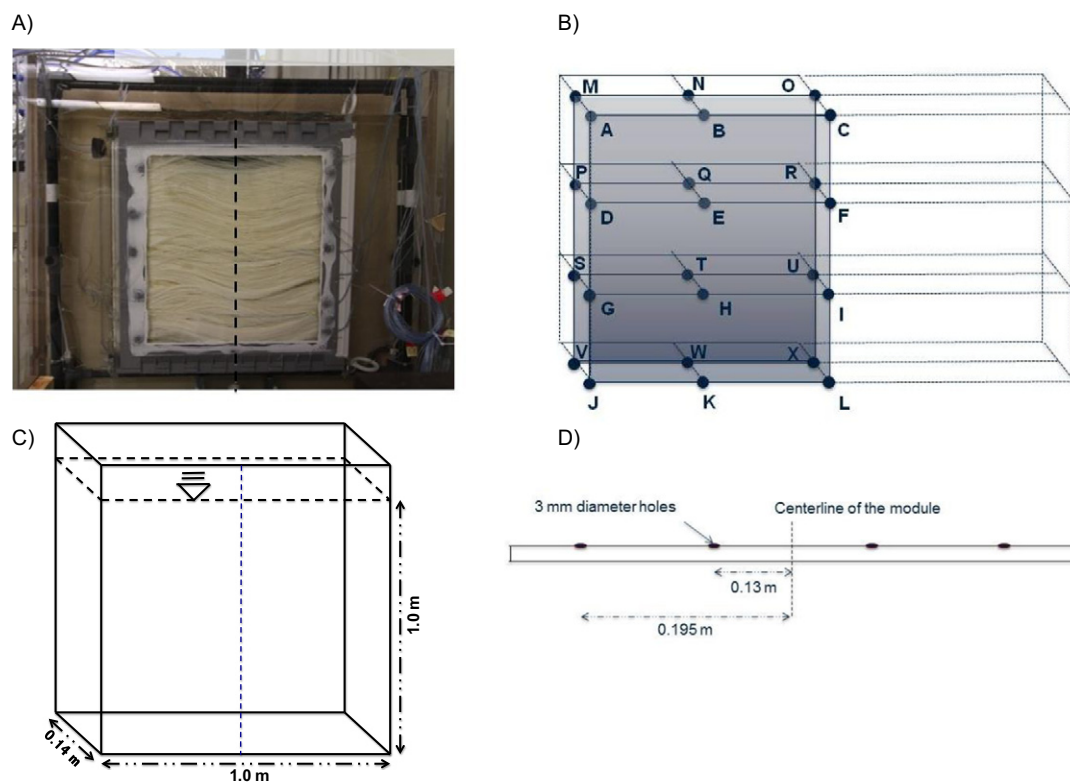 A)
B)
M N O
A B C
P Q R
D E F
S T U
G H I
V W X
J K L
C)
1.0 m
0.14 m
1.0 m
D)
3 mm diameter holes
Centerline of the module
0.13 m
0.195 m